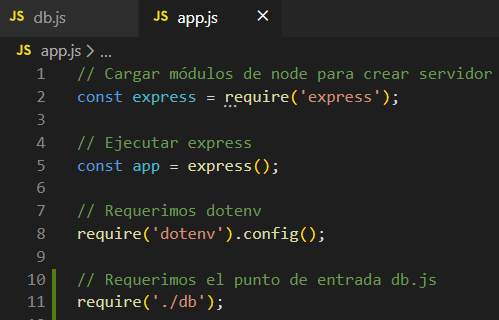 JS db.js JS app.js ×
JS app.js > ...
1 // Cargar módulos de node para crear servidor
2 const express = require('express');
3
4 // Ejecutar express
5 const app = express();
6
7 // Requerimos dotenv
8 require('dotenv').config();
9
10 // Requerimos el punto de entrada db.js
11 require('./db');